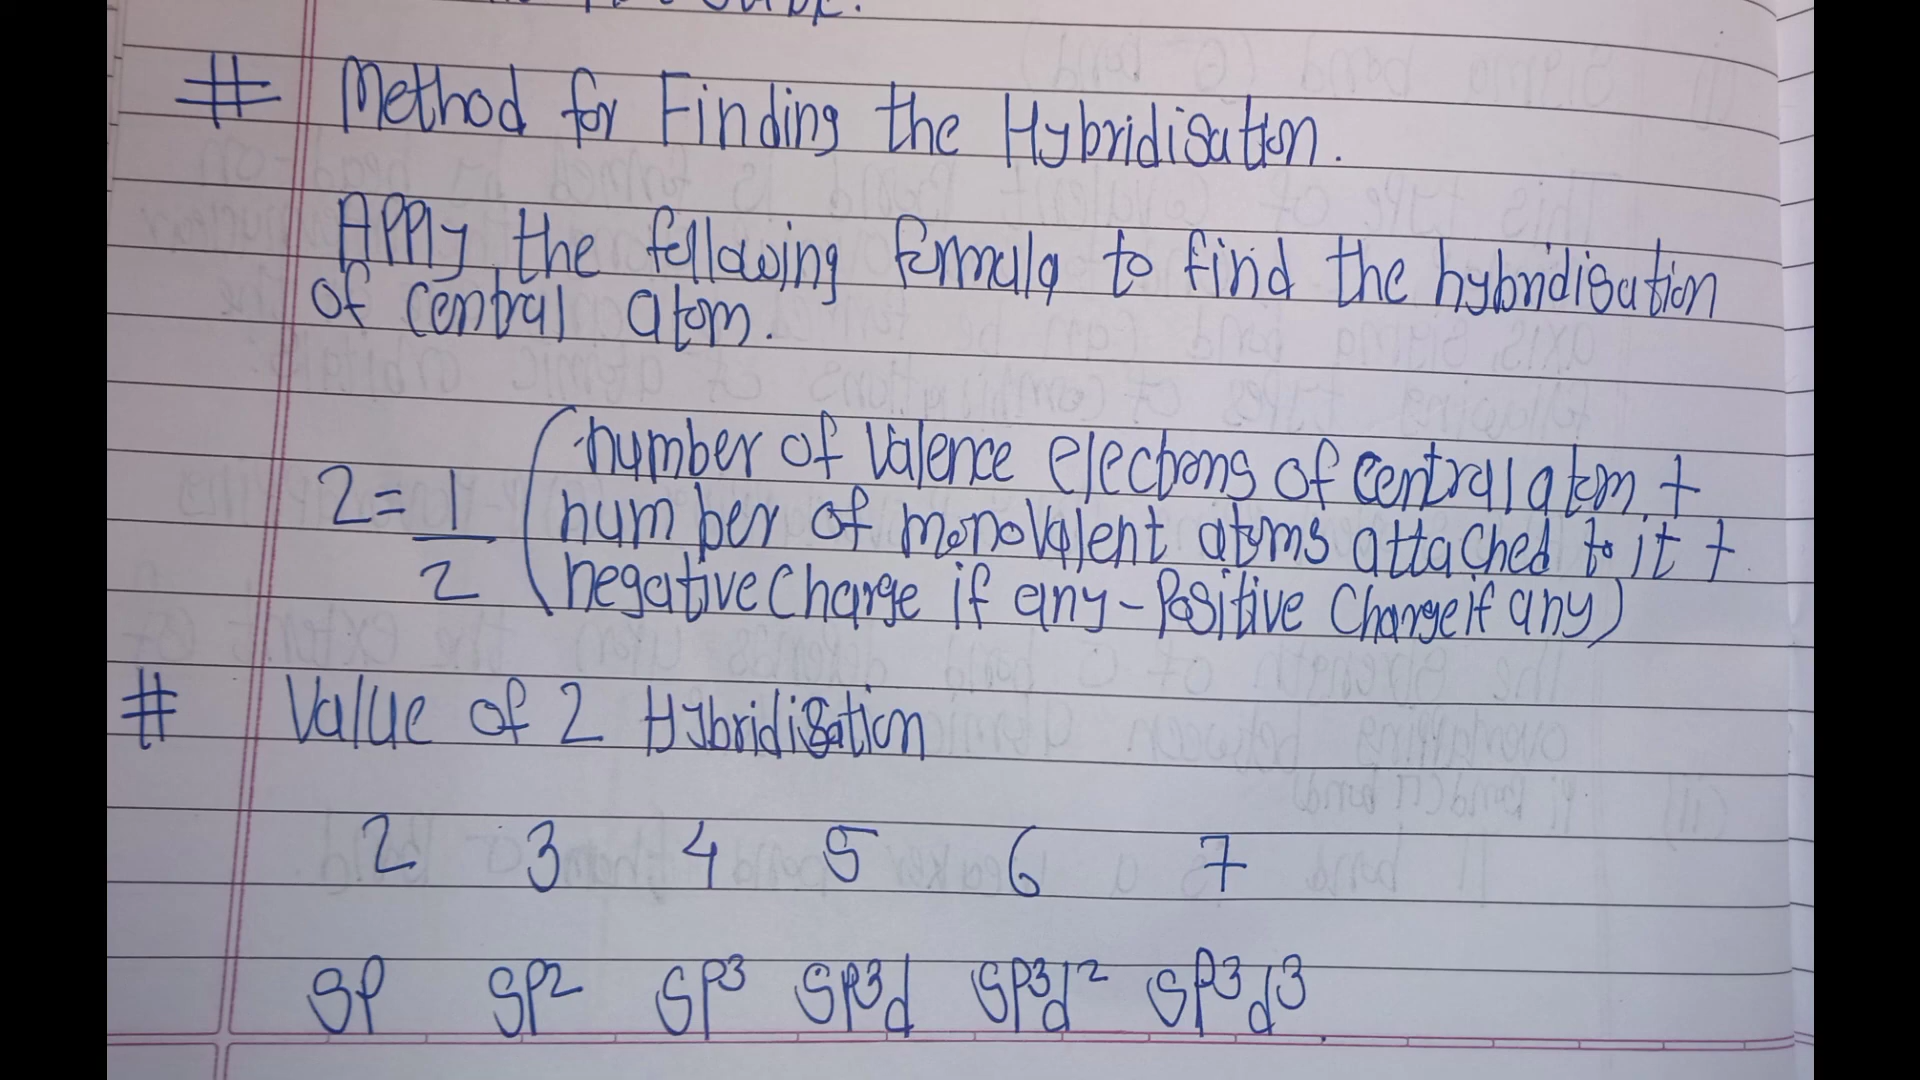 # Method for Finding the Hybridisation.
Apply the following formula to find the hybridisation
of central atom.
2 = 1/2 (number of valence electrons of central atom +
number of monovalent atoms attached to it +
negative charge if any - Positive Charge if any)
# Value of 2 Hybridisation
2 3 4 5 6 7
SP SP2 SP3 SP3d SP3d2 SP3d3